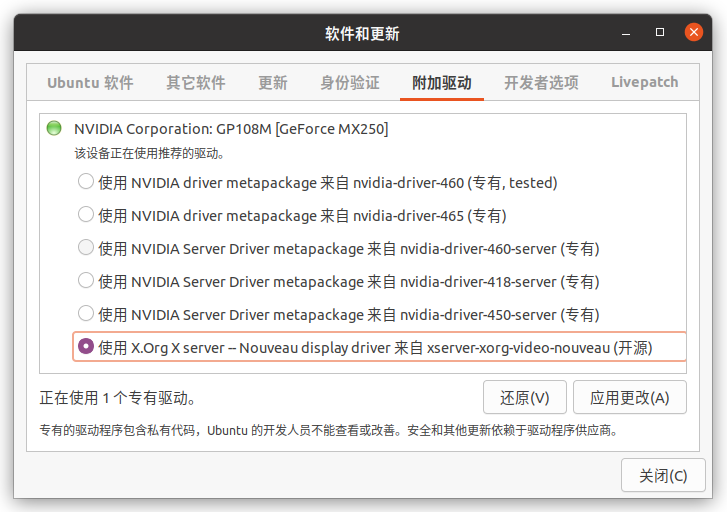 软件和更新
Ubuntu 软件 其它软件 更新 身份验证 附加驱动 开发者选项 Livepatch
NVIDIA Corporation: GP108M [GeForce MX250]
该设备正在使用推荐的驱动。
使用 NVIDIA driver metapackage 来自 nvidia-driver-460 (专有, tested)
使用 NVIDIA driver metapackage 来自 nvidia-driver-465 (专有)
使用 NVIDIA Server Driver metapackage 来自 nvidia-driver-460-server (专有)
使用 NVIDIA Server Driver metapackage 来自 nvidia-driver-418-server (专有)
使用 NVIDIA Server Driver metapackage 来自 nvidia-driver-450-server (专有)
使用 X.Org X server -- Nouveau display driver 来自 xserver-xorg-video-nouveau (开源)
正在使用 1 个专有驱动。 还原(V) 应用更改(A)
专有的驱动程序包含私有代码，Ubuntu 的开发人员不能查看或改善。安全和其他更新依赖于驱动程序供应商。
关闭(C)